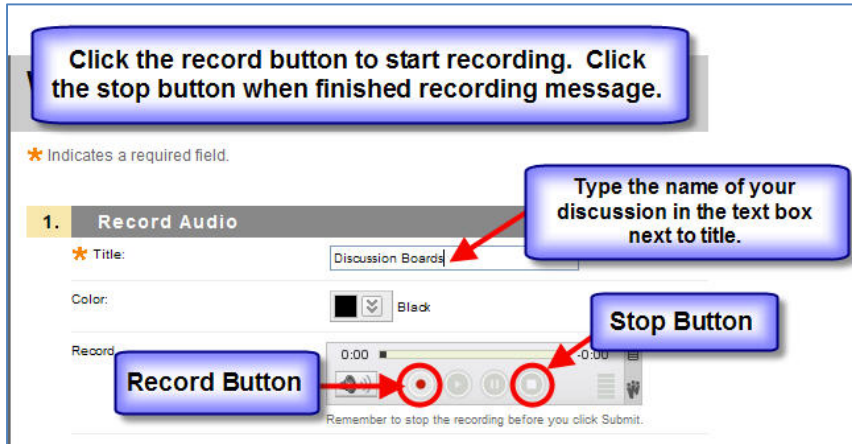 Click the record button to start recording. Click
the stop button when finished recording message.
Indicates a required field.
Type the name of your
discussion in the text box
next to title.
1. Record Audio
Title:
Discussion Boards
Color:
Black
Stop Button
Record
0:00
-0:00
Record Button
Remember to stop the recording before you click Submit.